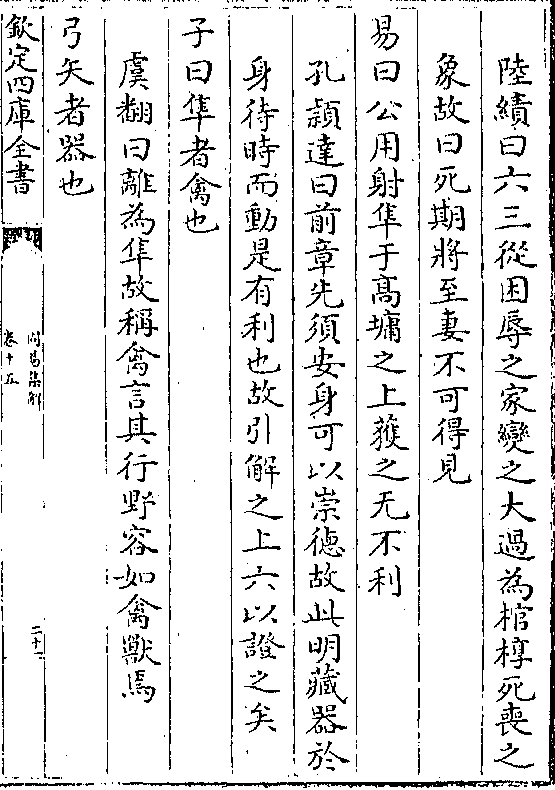 陸績曰六三從困辱之家變之大過為棺椁死喪之
象故曰死期將至妻不可得見
易曰公用射隼于髙墉之上獲之无不利
孔頴達曰前章先須安身可以崇徳故此明藏器於
身待時而動是有利也故引解之上六以證之矣
子曰隼者禽也
虞翻曰離為隼故稱禽言其行野容如禽獸焉
弓矢者器也
欽定四庫全書
周易集解
卷十五
二十一